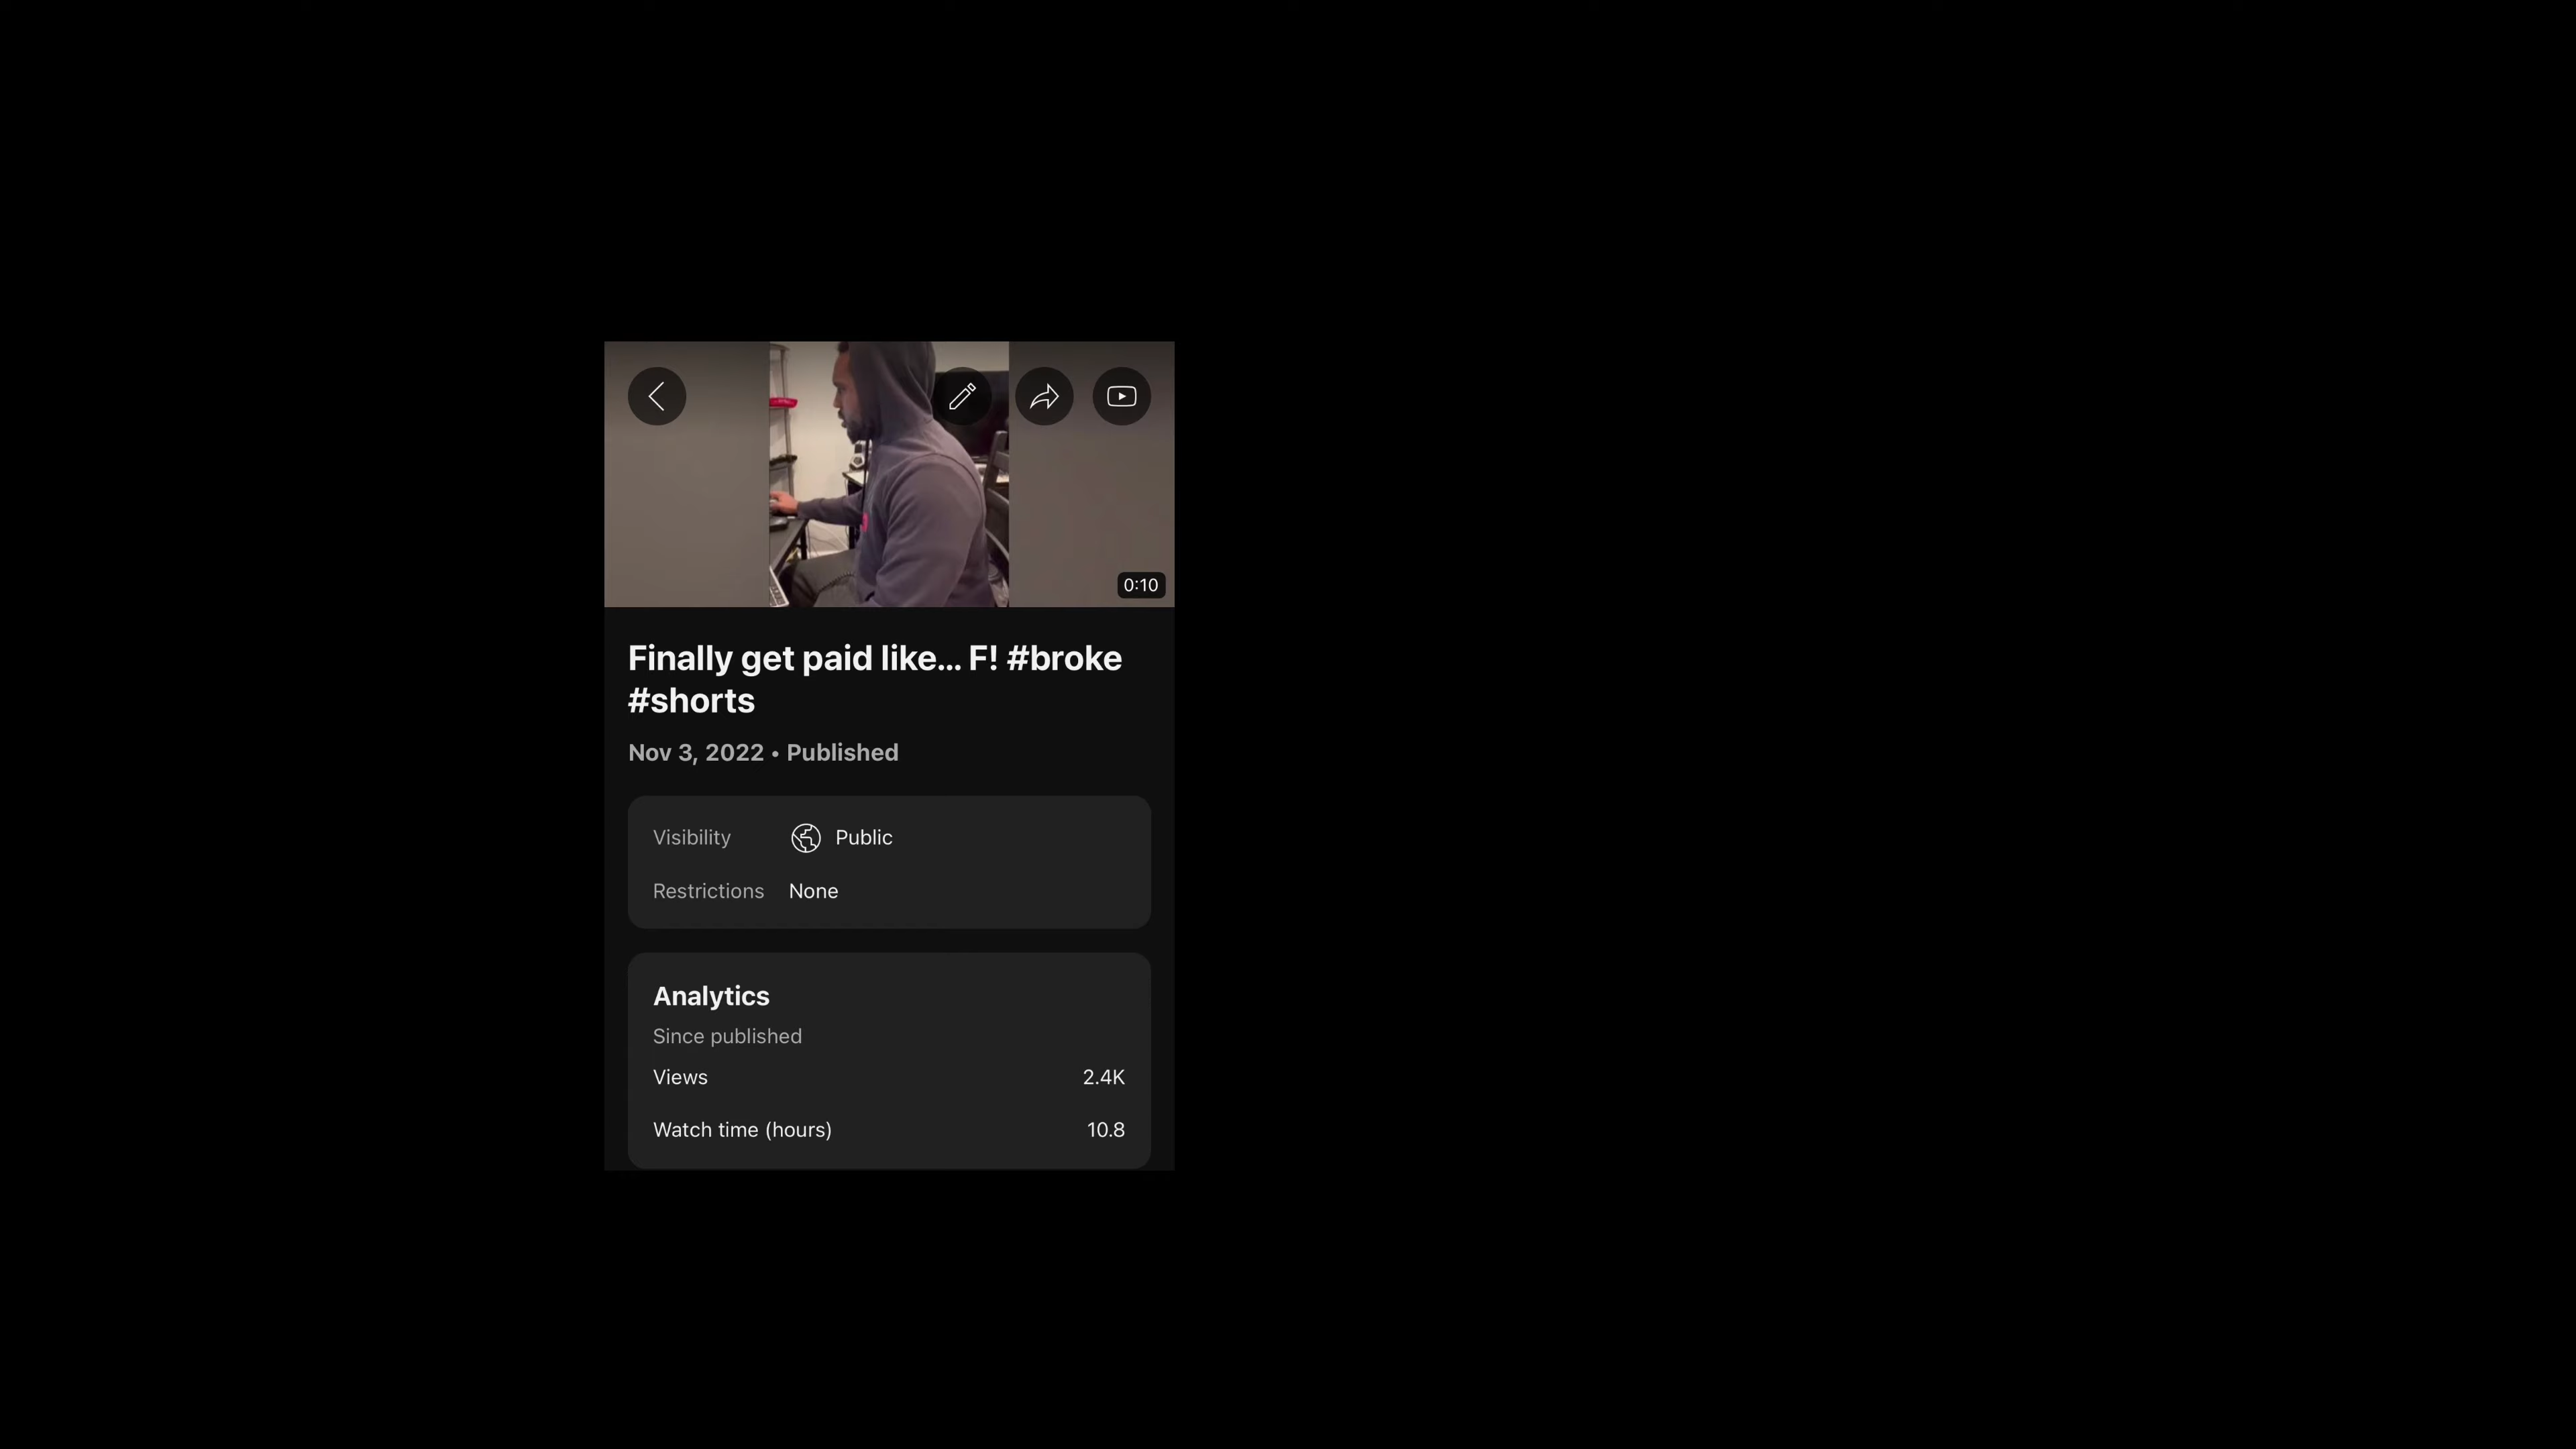 0:10
Finally get paid like... F! #broke
#shorts
Nov 3, 2022 • Published
Visibility Public
Restrictions None
Analytics
Since published
Views 2.4K
Watch time (hours) 10.8